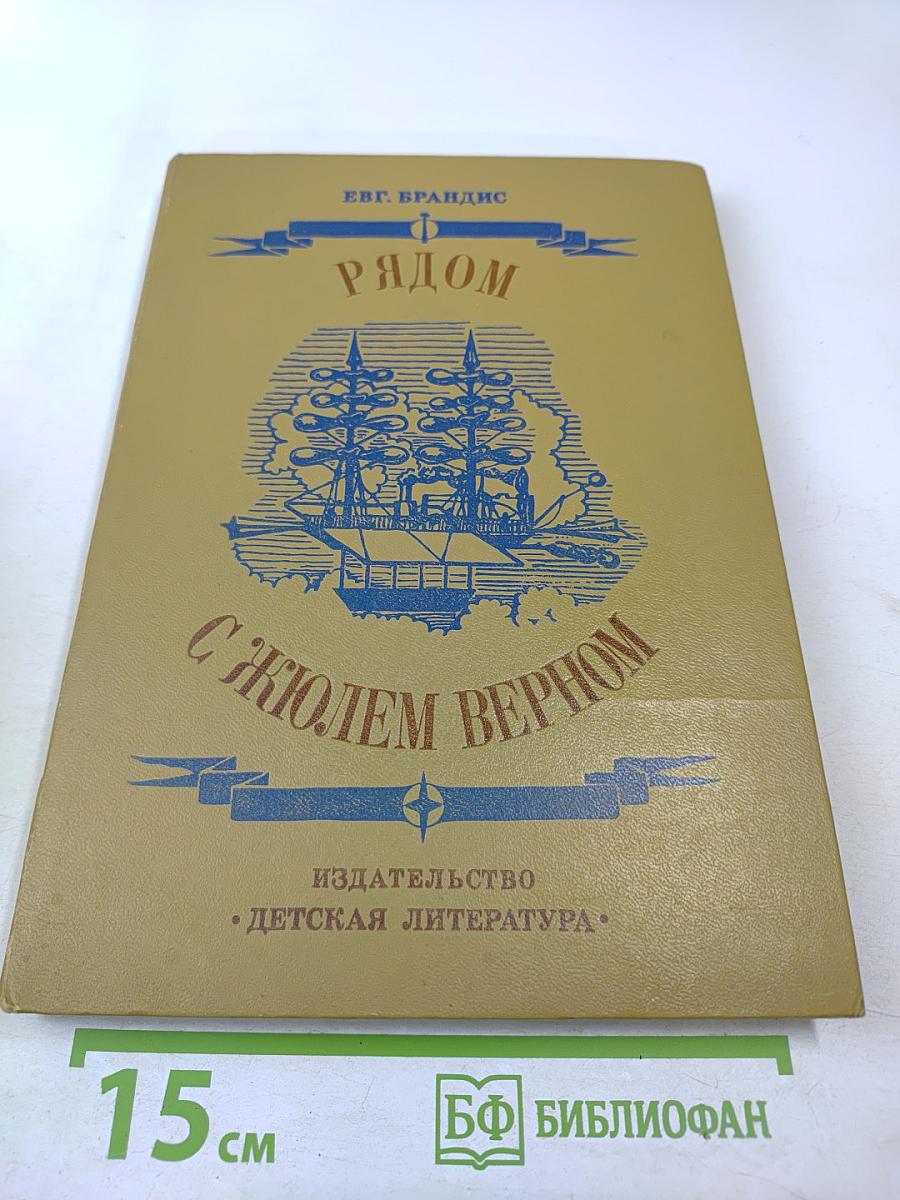 ЕВГ. БРАНДИС
РЯДОМ
С ЖЮЛЕМ ВЕРНОМ
ИЗДАТЕЛЬСТВО
• ДЕТСКАЯ ЛИТЕРАТУРА •
15 см
БФ БИБЛИОФАН